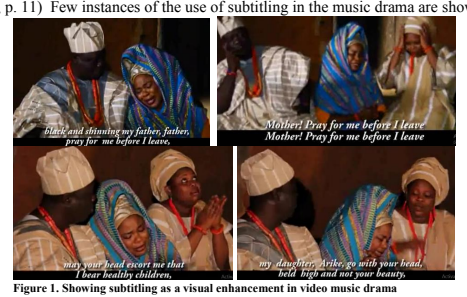 , p. 11)  Few instances of the use of subtitling in the music drama are show
black and shinning my father, father,
pray for me before I leave,
Mother! Pray for me before I leave
Mother! Pray for me before I leave
may your head escort me that
I bear healthy children,
my daughter, Arike, go with your head,
held high and not your beauty,
Figure 1. Showing subtitling as a visual enhancement in video music drama